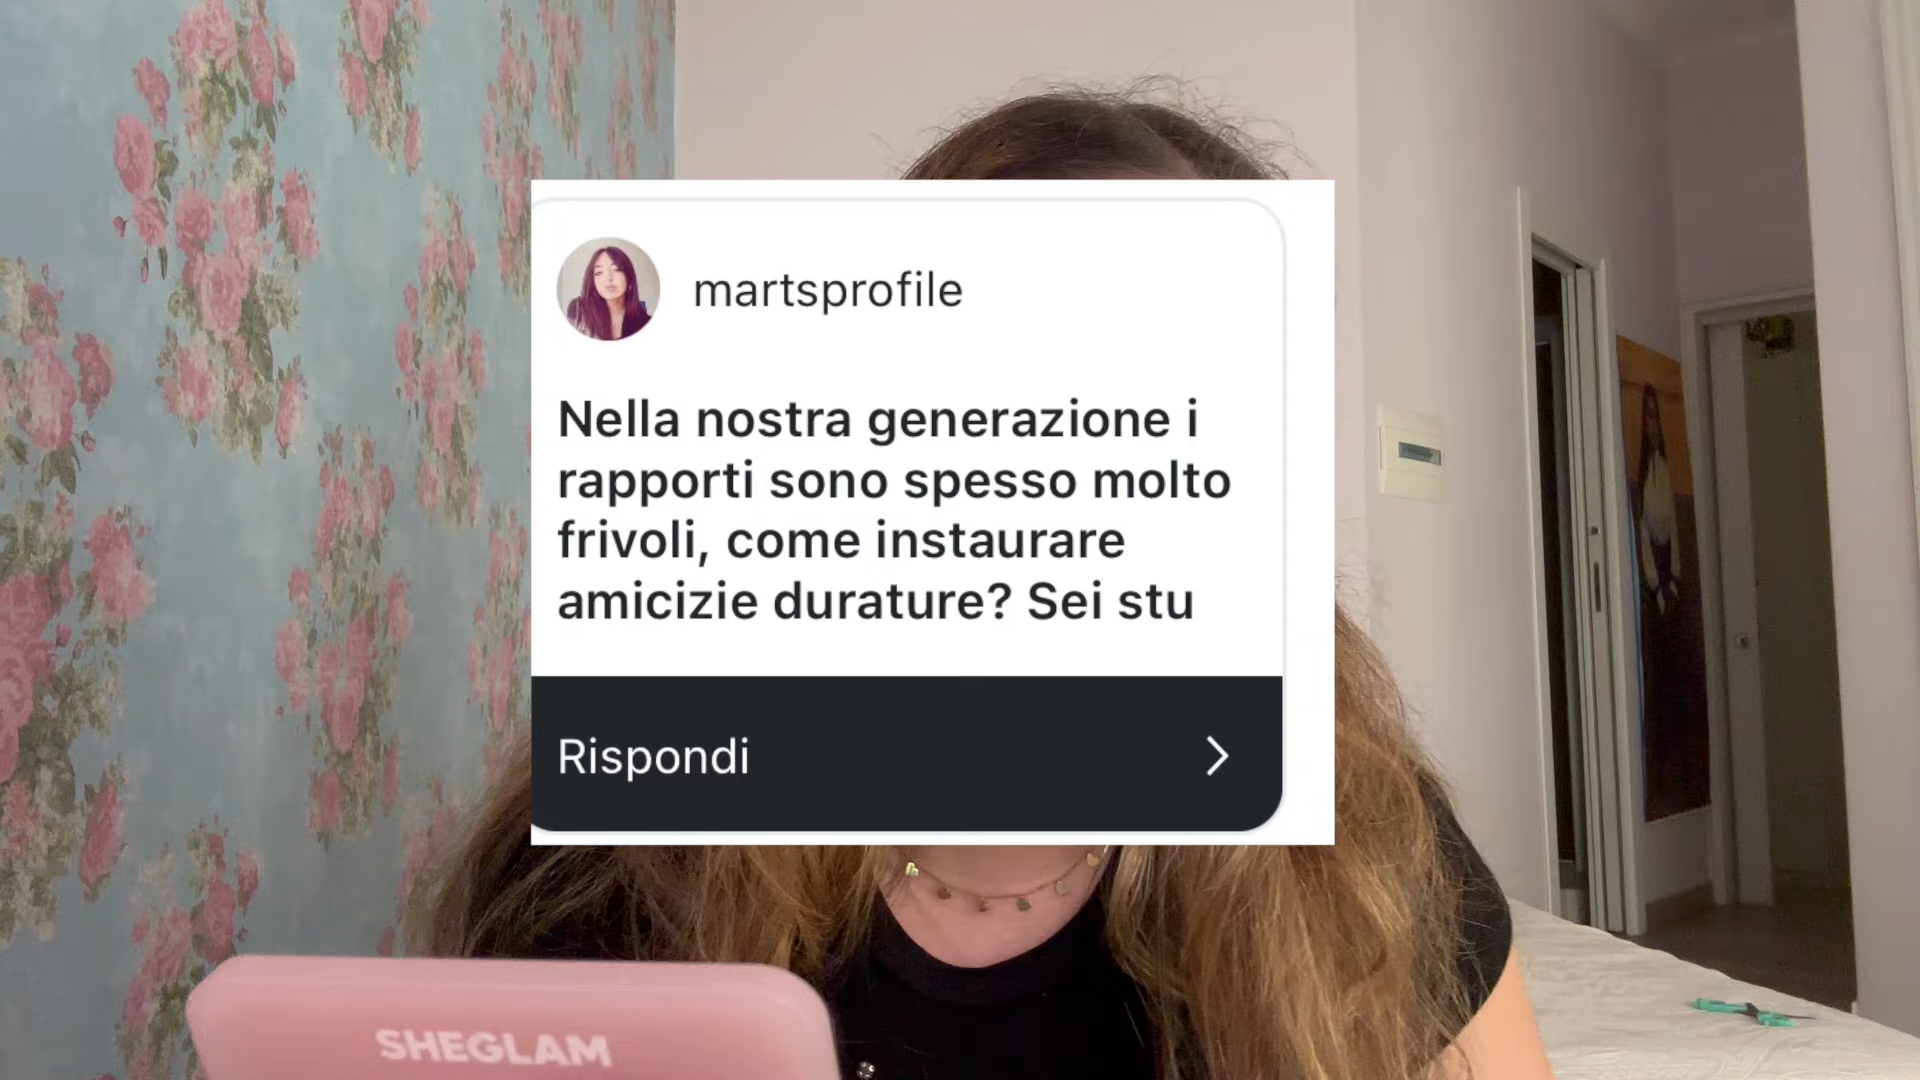 martsprofile
Nella nostra generazione i
rapporti sono spesso molto
frivoli, come instaurare
amicizie durature? Sei stu
Rispondi
SHEGLAM